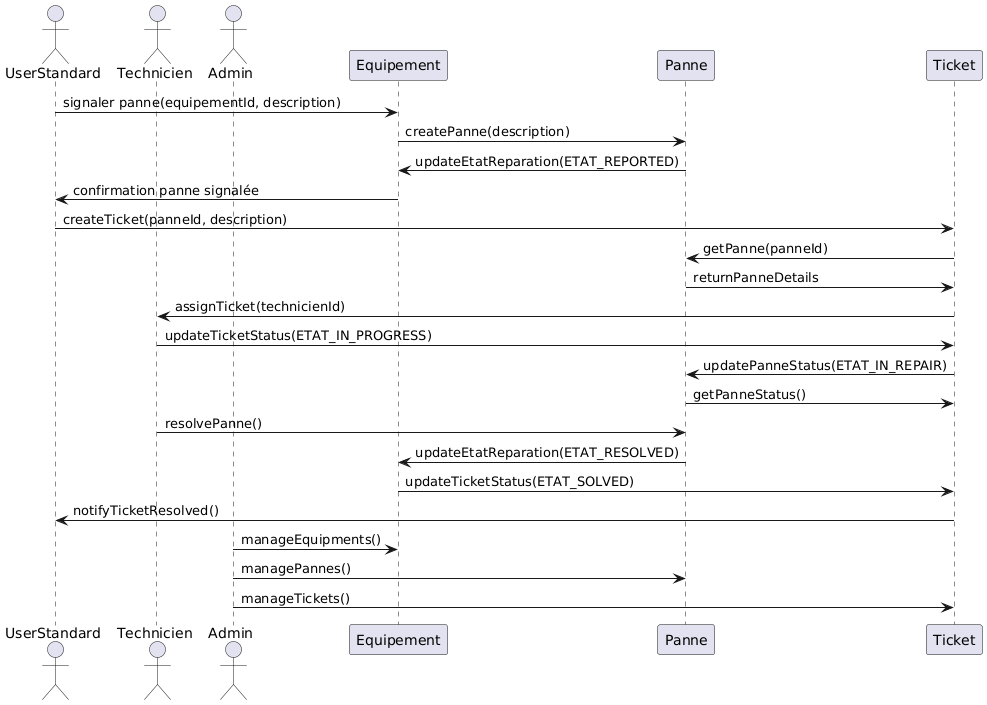 UserStandard
Technicien
Admin
Equipement
Panne
Ticket
signaler panne(equipementId, description)
createPanne(description)
updateEtatReparation(ETAT_REPORTED)
confirmation panne signalée
createTicket(panneId, description)
getPanne(panneId)
returnPanneDetails
assignTicket(technicienId)
updateTicketStatus(ETAT_IN_PROGRESS)
updatePanneStatus(ETAT_IN_REPAIR)
getPanneStatus()
resolvePanne()
updateEtatReparation(ETAT_RESOLVED)
updateTicketStatus(ETAT_SOLVED)
notifyTicketResolved()
manageEquipments()
managePannes()
manageTickets()
UserStandard
Technicien
Admin
Equipement
Panne
Ticket